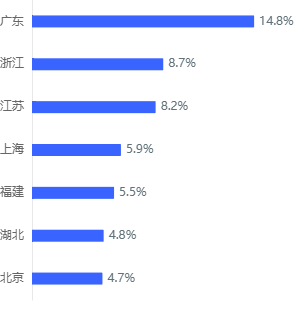 广东 14.8%
浙江 8.7%
江苏 8.2%
上海 5.9%
福建 5.5%
湖北 4.8%
北京 4.7%